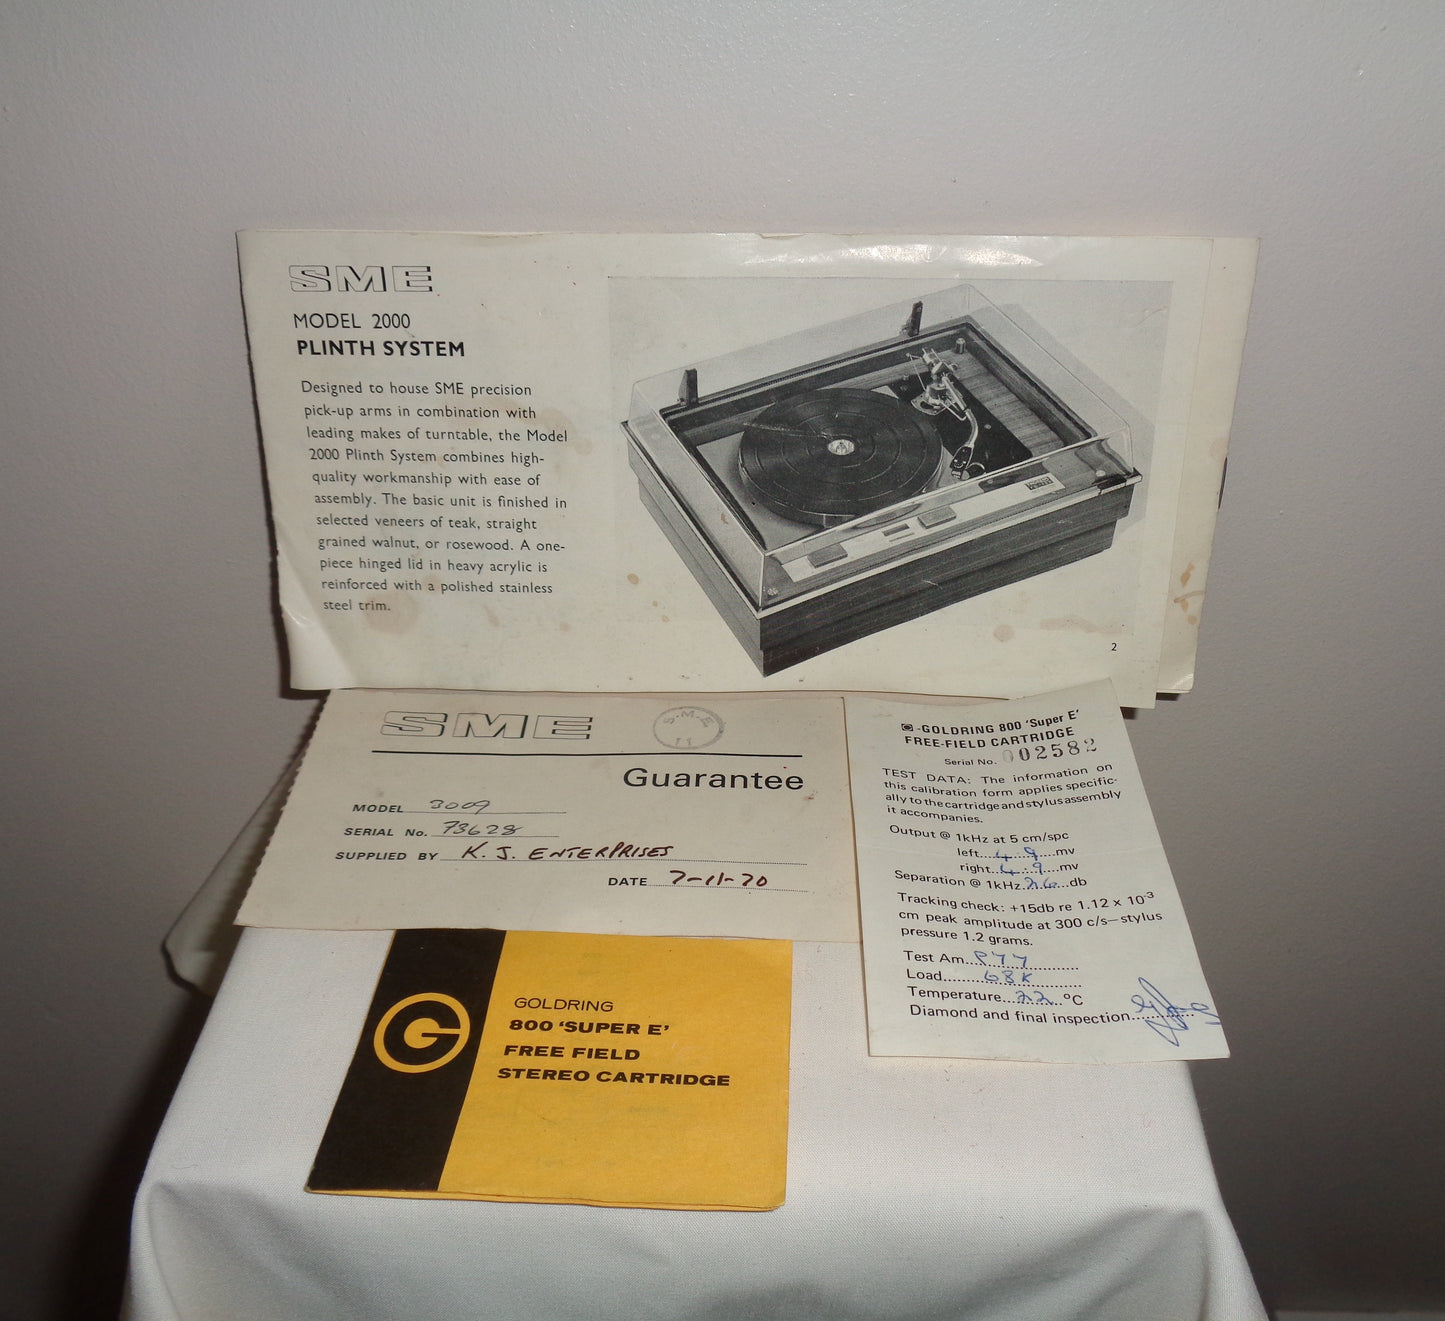 SME
MODEL 2000
PLINTH SYSTEM
Designed to house SME precision
pick-up arms in combination with
leading makes of turntable, the Model
2000 Plinth System combines high-
quality workmanship with ease of
assembly. The basic unit is finished in
selected veneers of teak, straight
grained walnut, or rosewood. A one-
piece hinged lid in heavy acrylic is
reinforced with a polished stainless
steel trim.
2
SME
S·M·E
11
Guarantee
MODEL 3009
SERIAL No. 73628
SUPPLIED BY K. J. ENTERPRISES
DATE 7-11-70
G
GOLDRING
800 'SUPER E'
FREE FIELD
STEREO CARTRIDGE
G-GOLDRING 800 'Super E'
FREE-FIELD CARTRIDGE
Serial No. 002582
TEST DATA: The information on
this calibration form applies specific-
ally to the cartridge and stylus assembly
it accompanies.
Output @ 1kHz at 5 cm/spc
left....4.9....mv
right....4.9....mv
Separation @ 1kHz 26...db
Tracking check: +15db re 1.12 x 10⁻³
cm peak amplitude at 300 c/s—stylus
pressure 1.2 grams.
Test Am.
Load 68K
Temperature 22 °C
Diamond and final inspection